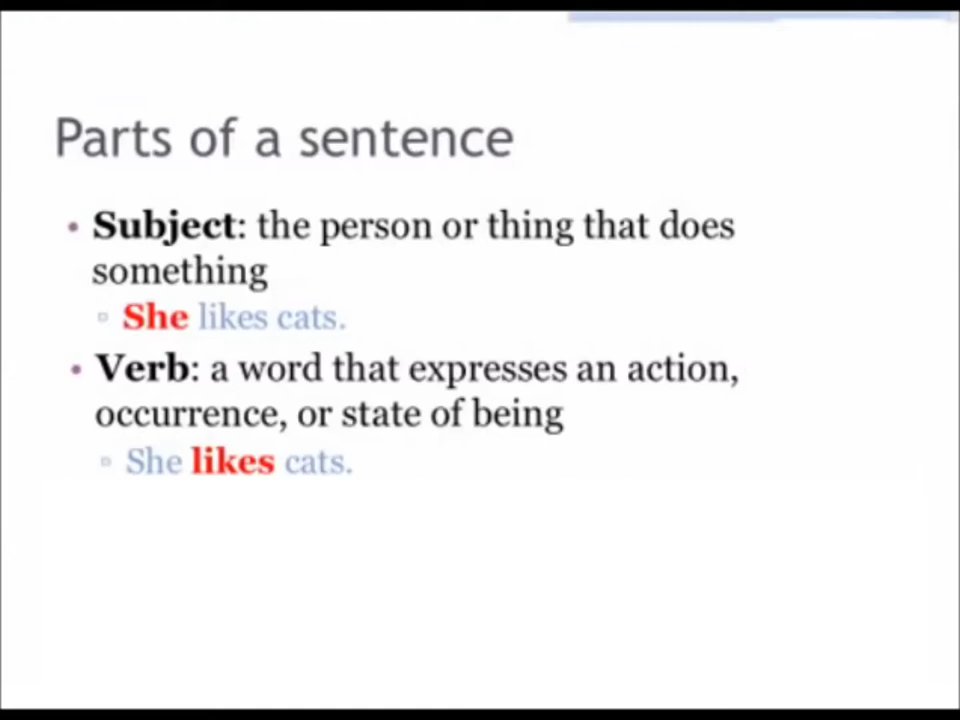 Parts of a sentence
• Subject: the person or thing that does
something
▫ She likes cats.
• Verb: a word that expresses an action,
occurrence, or state of being
▫ She likes cats.